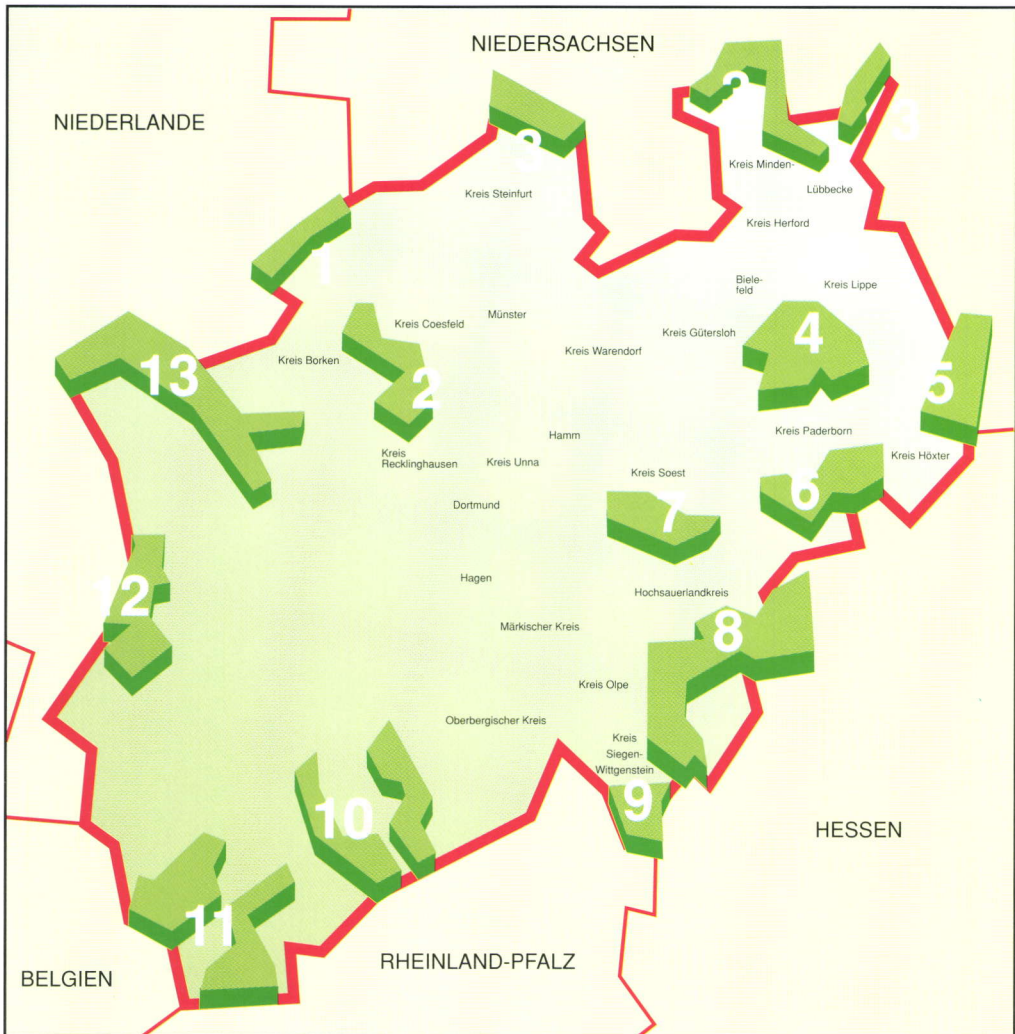 NIEDERSACHSEN
NIEDERLANDE
3
Kreis Minden-
Lübbecke
Kreis Steinfurt
Kreis Herford
1
Biele-
feld
Kreis Lippe
Münster
Kreis Coesfeld
Kreis Gütersloh
4
Kreis Warendorf
Kreis Borken
13
2
5
Kreis Paderborn
Hamm
Kreis
Recklinghausen
Kreis Unna
Kreis Höxter
Kreis Soest
6
Dortmund
7
Hagen
Hochsauerlandkreis
12
Märkischer Kreis
8
Kreis Olpe
Oberbergischer Kreis
Kreis
Siegen-
Wittgenstein
9
10
HESSEN
11
RHEINLAND-PFALZ
BELGIEN